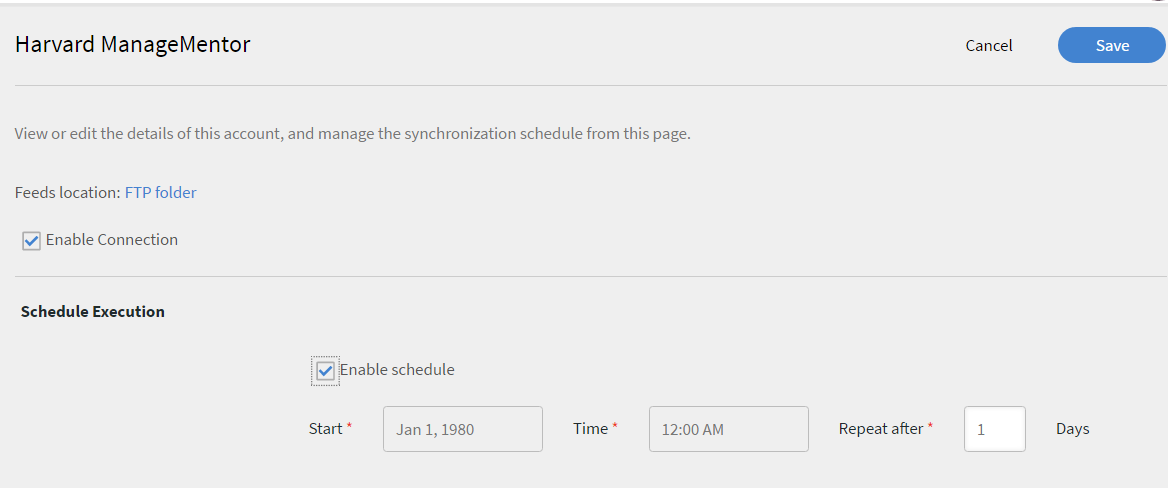 Harvard ManageMentor
Cancel
Save
View or edit the details of this account, and manage the synchronization schedule from this page.
Feeds location: FTP folder
Enable Connection
Schedule Execution
Enable schedule
Start * Jan 1, 1980 Time * 12:00 AM Repeat after * 1 Days